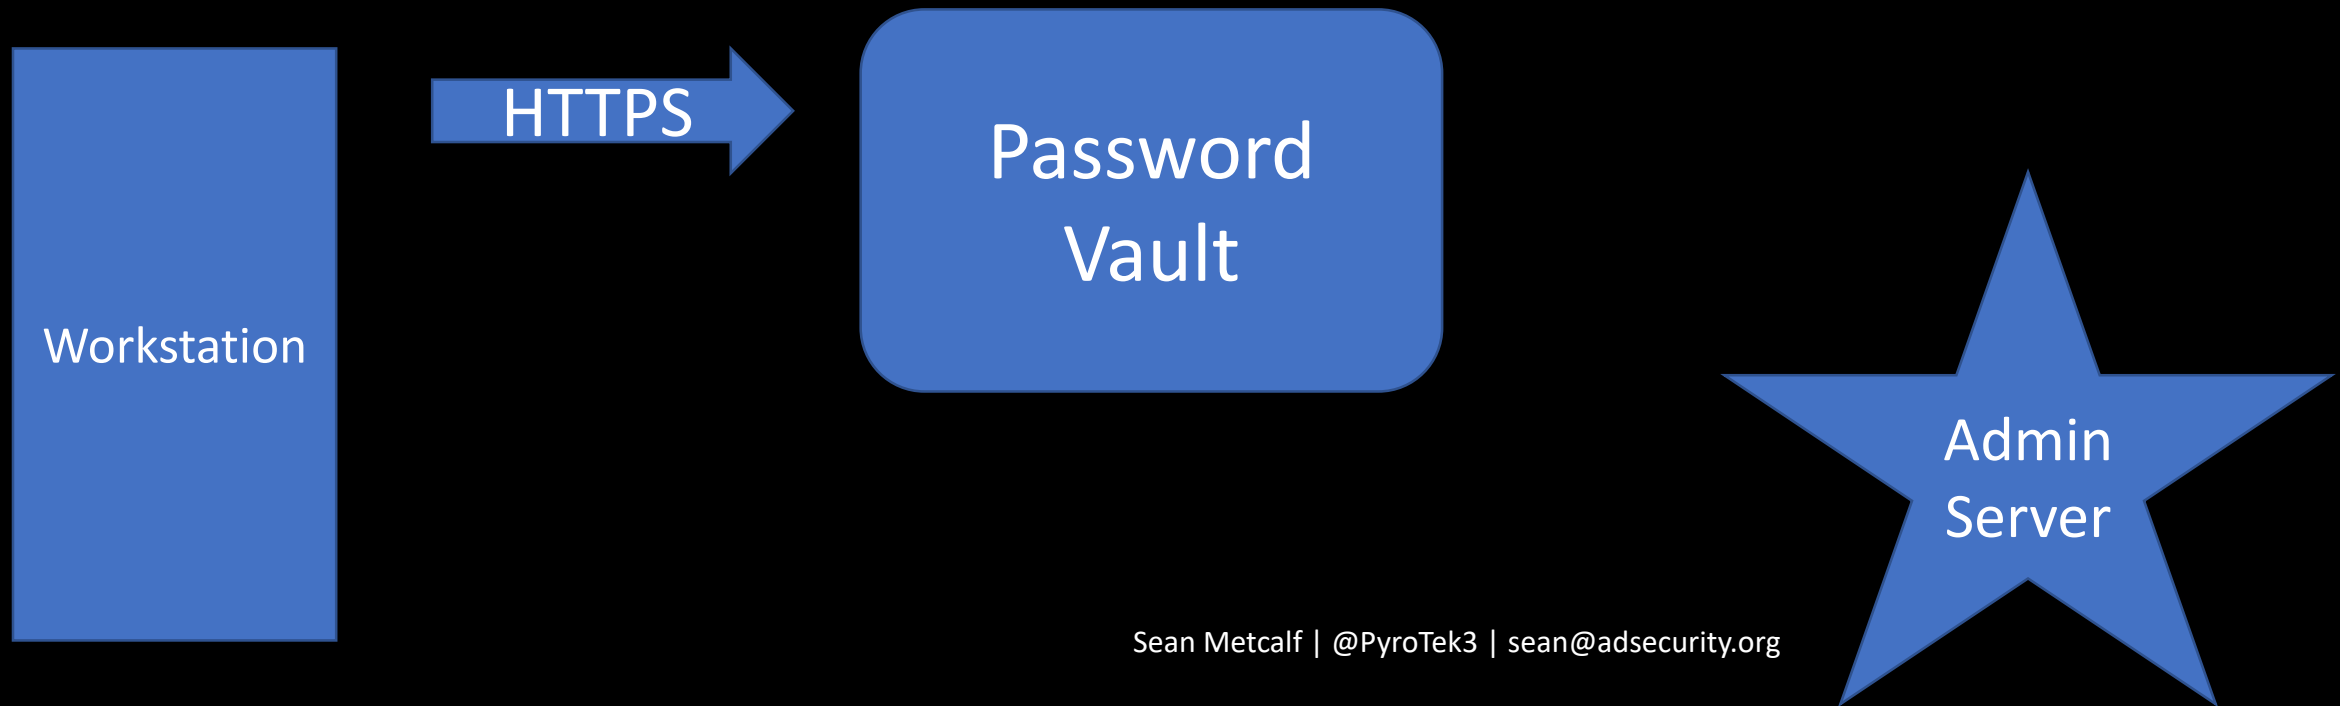 HTTPS
Password
Vault
Workstation
Admin
Server
Sean Metcalf | @PyroTek3 | sean@adsecurity.org